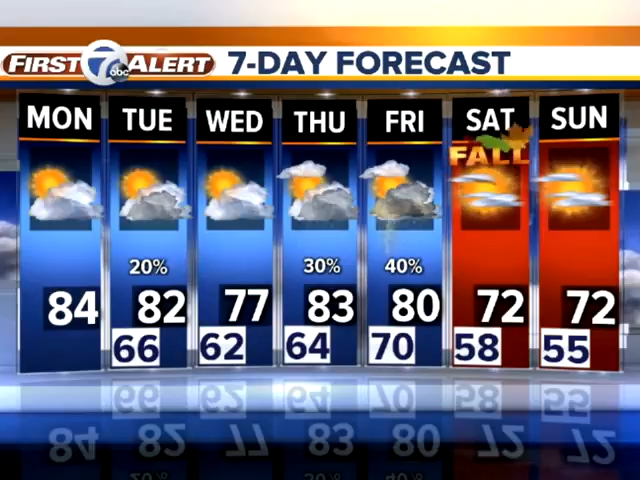 FIRST 7 abc ALERT 7-DAY FORECAST
MON TUE WED THU FRI SAT SUN
FALL
20% 30% 40%
84 82 77 83 80 72 72
66 62 64 70 58 55